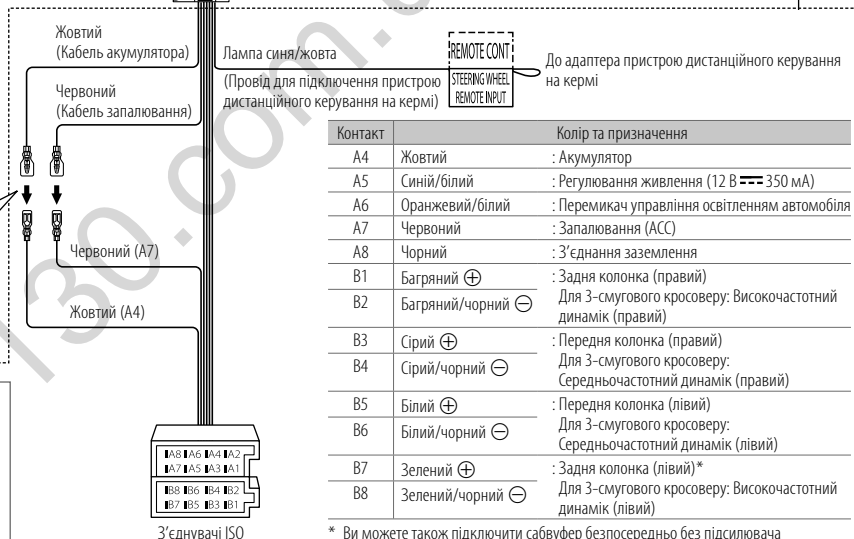 Жовтий
(Кабель акумулятора)
Червоний
(Кабель запалювання)
Лампа синя/жовта
(Провід для підключення пристрою
дистанційного керування на кермі)
REMOTE CONT
STEERING WHEEL
REMOTE INPUT
До адаптера пристрою дистанційного керування
на кермі
Червоний (A7)
Жовтий (A4)
A8 A6 A4 A2
A7 A5 A3 A1
B8 B6 B4 B2
B7 B5 B3 B1
З’єднувачі ISO
Контакт Колір та призначення
A4 Жовтий : Акумулятор
A5 Синій/білий : Регулювання живлення (12 В ⎓ 350 мА)
A6 Оранжевий/білий : Перемикач управління освітленням автомобіля
A7 Червоний : Запалювання (ACC)
A8 Чорний : З’єднання заземлення
B1 Багряний ⊕ : Задня колонка (правий)
B2 Багряний/чорний ⊖ Для 3-смугового кросоверу: Високочастотний
динамік (правий)
B3 Сірий ⊕ : Передня колонка (правий)
B4 Сірий/чорний ⊖ Для 3-смугового кросоверу:
Середньочастотний динамік (правий)
B5 Білий ⊕ : Передня колонка (лівий)
B6 Білий/чорний ⊖ Для 3-смугового кросоверу:
Середньочастотний динамік (лівий)
B7 Зелений ⊕ : Задня колонка (лівий)*
B8 Зелений/чорний ⊖ Для 3-смугового кросоверу: Високочастотний
динамік (лівий)
* Ви можете також підключити сабвуфер безпосередньо без підсилювача
130.com.